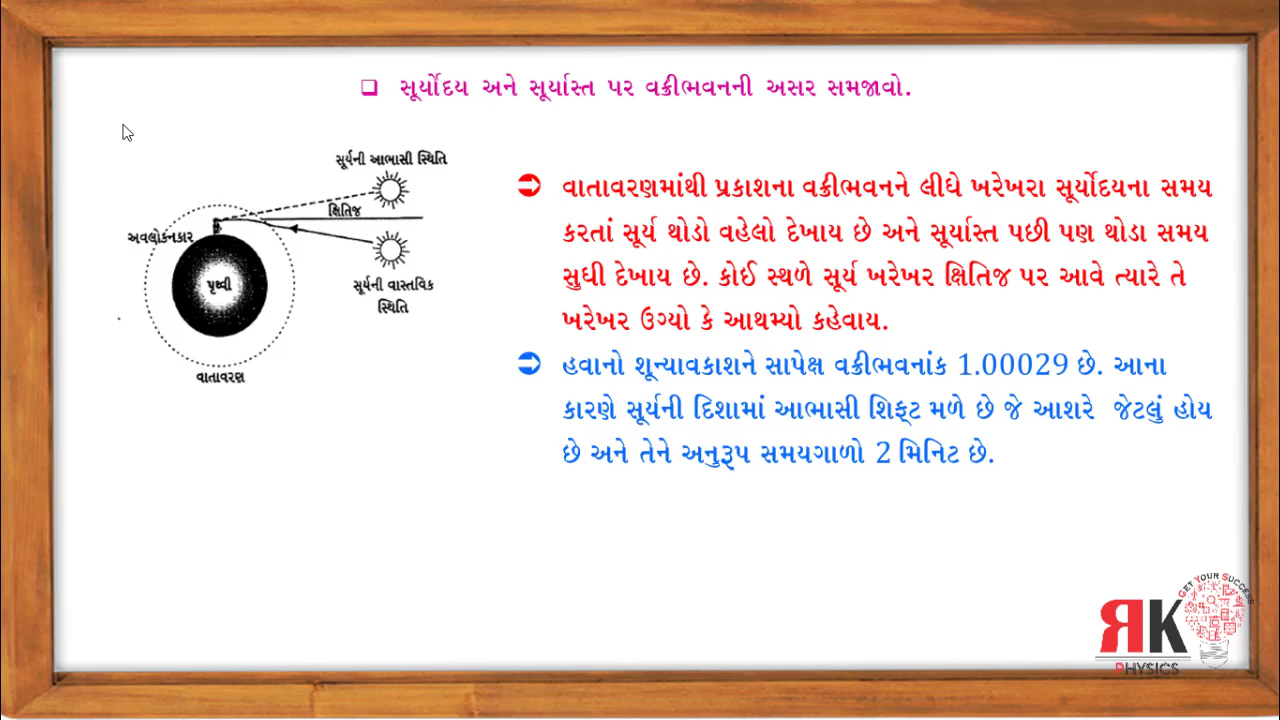 સૂર્યોદય અને સૂર્યાસ્ત પર વક્રીભવનની અસર સમજાવો.
સૂર્યની આભાસી સ્થિતિ
ક્ષિતિજ
અવલોકનકાર
પૃથ્વી
સૂર્યની વાસ્તવિક
સ્થિતિ
વાતાવરણ
વાતાવરણમાંથી પ્રકાશના વક્રીભવનને લીધે ખરેખરા સૂર્યોદયના સમય
કરતાં સૂર્ય થોડો વહેલો દેખાય છે અને સૂર્યાસ્ત પછી પણ થોડા સમય
સુધી દેખાય છે. કોઈ સ્થળે સૂર્ય ખરેખર ક્ષિતિજ પર આવે ત્યારે તે
ખરેખર ઉગ્યો કે આથમ્યો કહેવાય.
હવાનો શૂન્યાવકાશને સાપેક્ષ વક્રીભવનાંક 1.00029 છે. આના
કારણે સૂર્યની દિશામાં આભાસી શિફ્ટ મળે છે જે આશરે જેટલું હોય
છે અને તેને અનુરૂપ સમયગાળો 2 મિનિટ છે.
GET YOUR SUCCESS
RK
PHYSICS